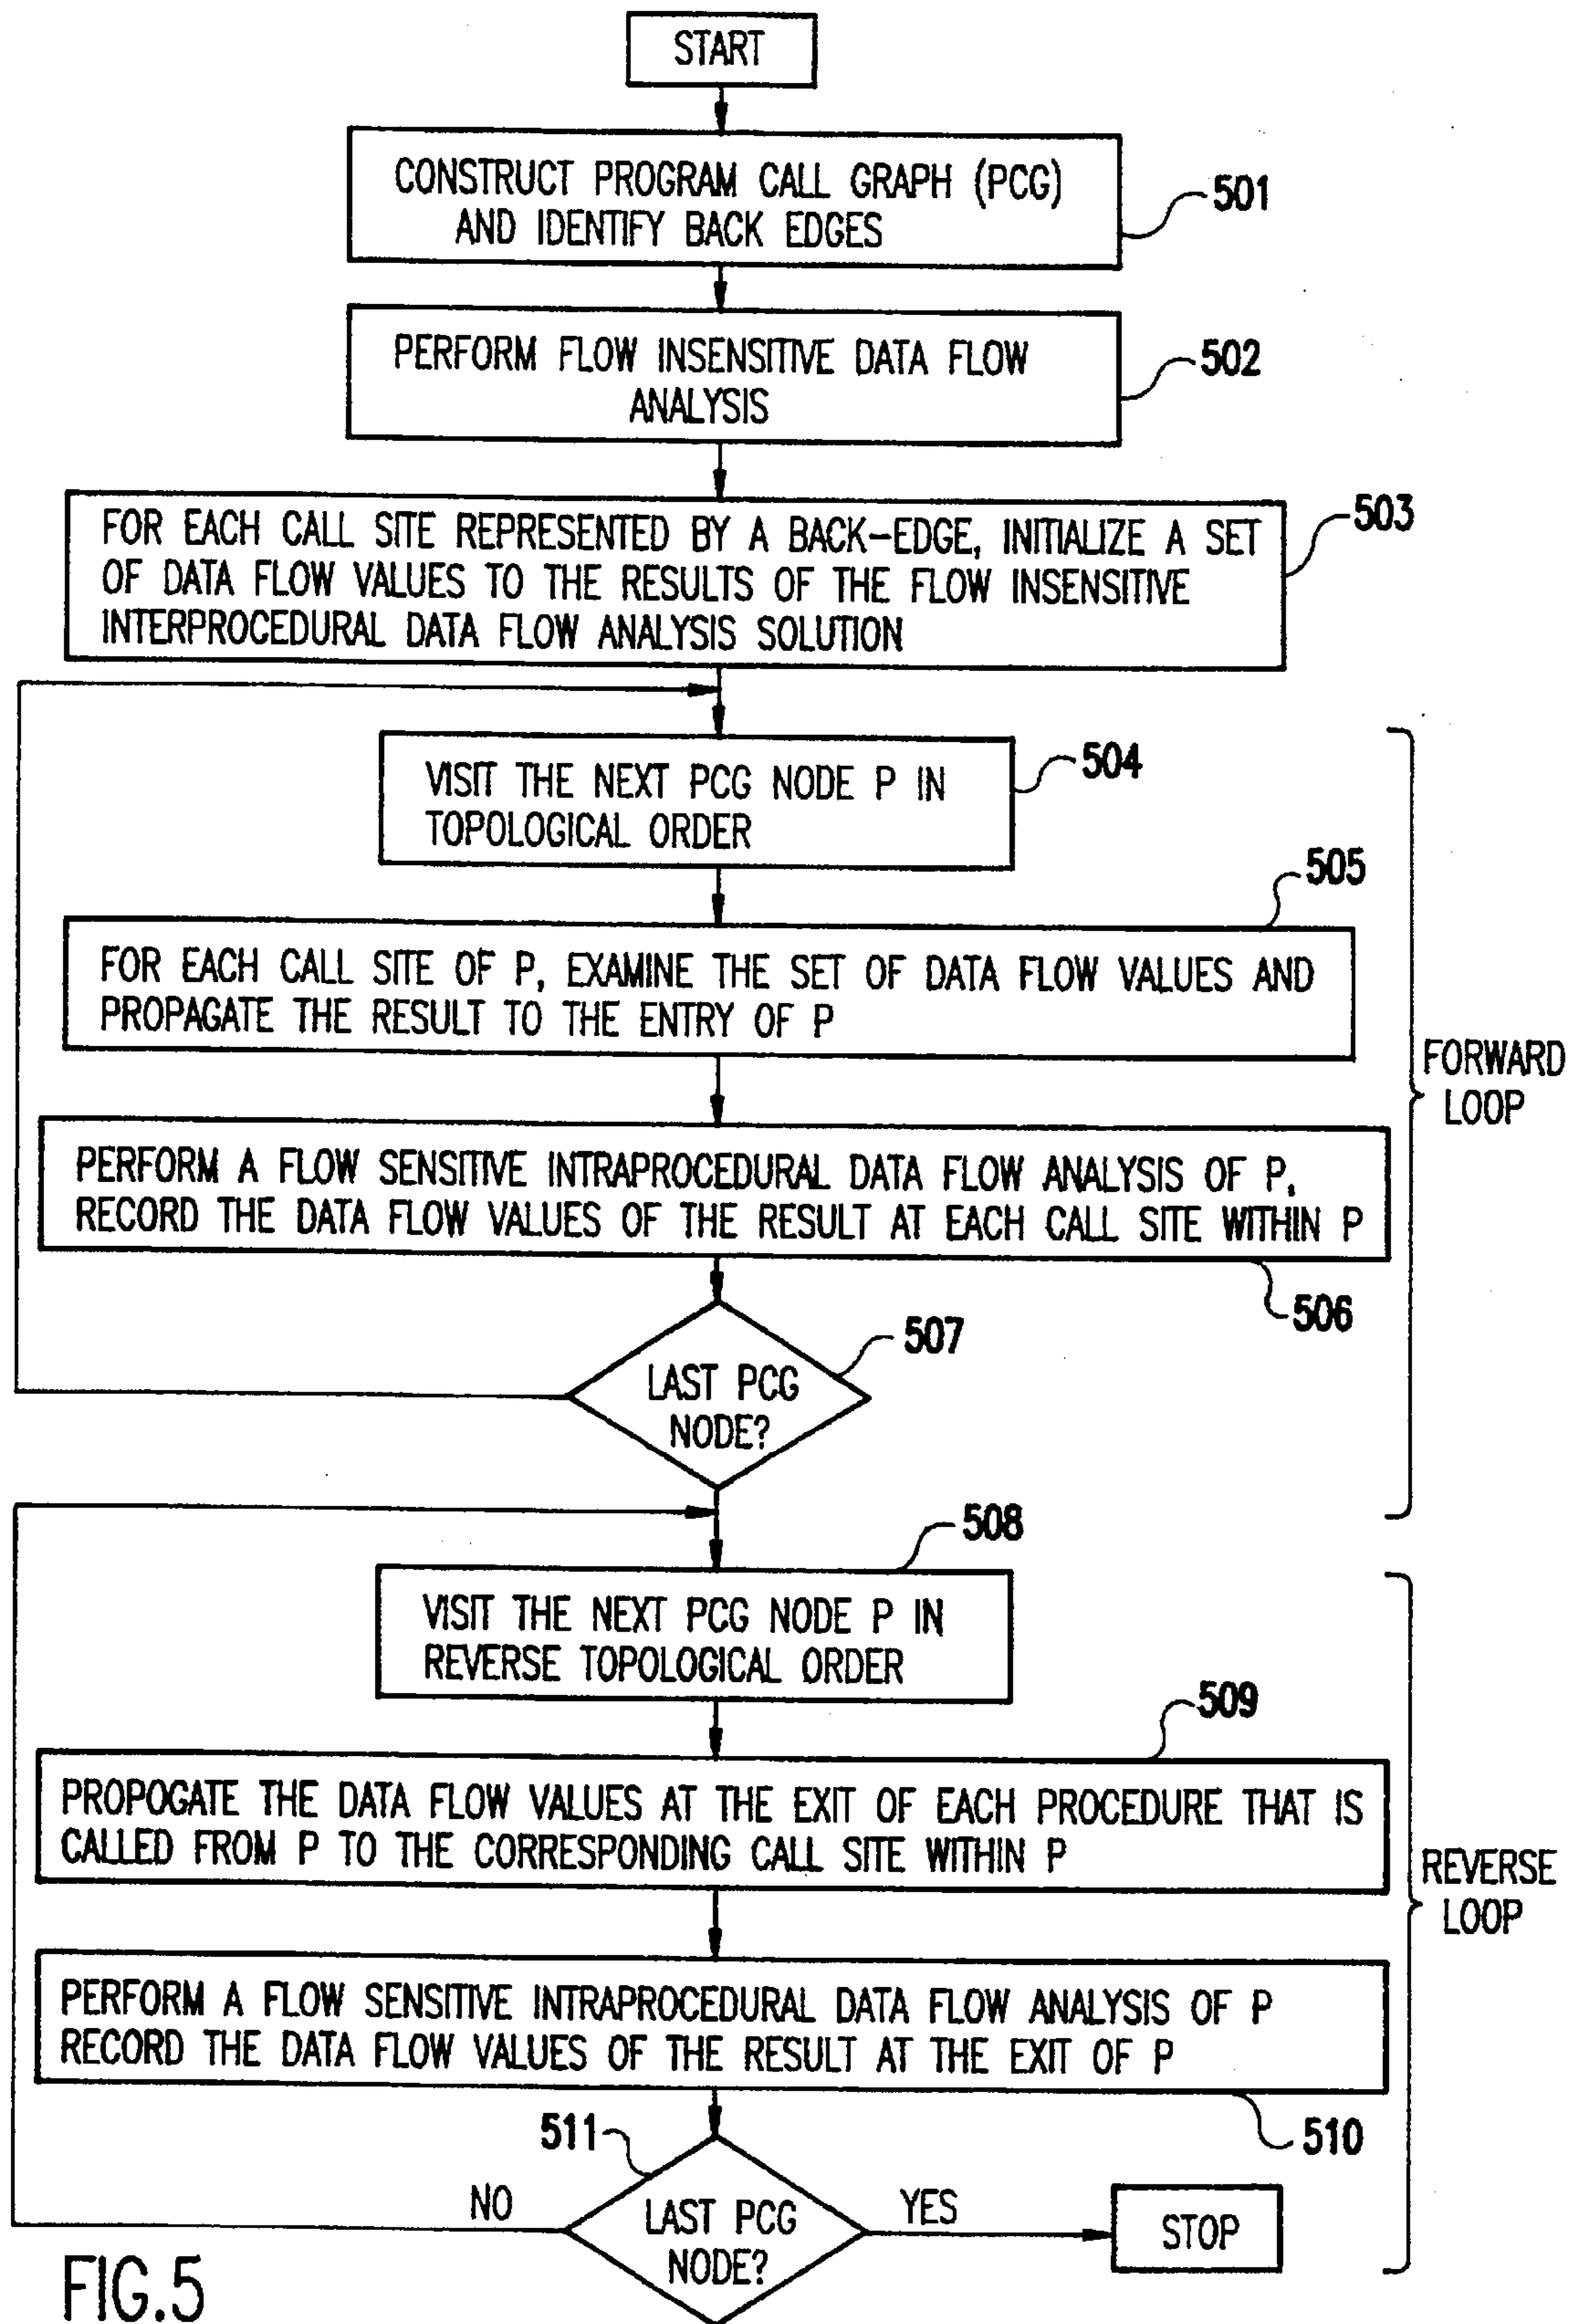 START
CONSTRUCT PROGRAM CALL GRAPH (PCG)
AND IDENTIFY BACK EDGES
501
PERFORM FLOW INSENSITIVE DATA FLOW
ANALYSIS
502
FOR EACH CALL SITE REPRESENTED BY A BACK-EDGE, INITIALIZE A SET
OF DATA FLOW VALUES TO THE RESULTS OF THE FLOW INSENSITIVE
INTERPROCEDURAL DATA FLOW ANALYSIS SOLUTION
503
VISIT THE NEXT PCG NODE P IN
TOPOLOGICAL ORDER
504
505
FOR EACH CALL SITE OF P, EXAMINE THE SET OF DATA FLOW VALUES AND
PROPAGATE THE RESULT TO THE ENTRY OF P
FORWARD
LOOP
PERFORM A FLOW SENSITIVE INTRAPROCEDURAL DATA FLOW ANALYSIS OF P.
RECORD THE DATA FLOW VALUES OF THE RESULT AT EACH CALL SITE WITHIN P
506
507
LAST PCG
NODE?
508
VISIT THE NEXT PCG NODE P IN
REVERSE TOPOLOGICAL ORDER
509
PROPOGATE THE DATA FLOW VALUES AT THE EXIT OF EACH PROCEDURE THAT IS
CALLED FROM P TO THE CORRESPONDING CALL SITE WITHIN P
REVERSE
LOOP
PERFORM A FLOW SENSITIVE INTRAPROCEDURAL DATA FLOW ANALYSIS OF P
RECORD THE DATA FLOW VALUES OF THE RESULT AT THE EXIT OF P
510
511
NO
LAST PCG
NODE?
YES
STOP
FIG.5